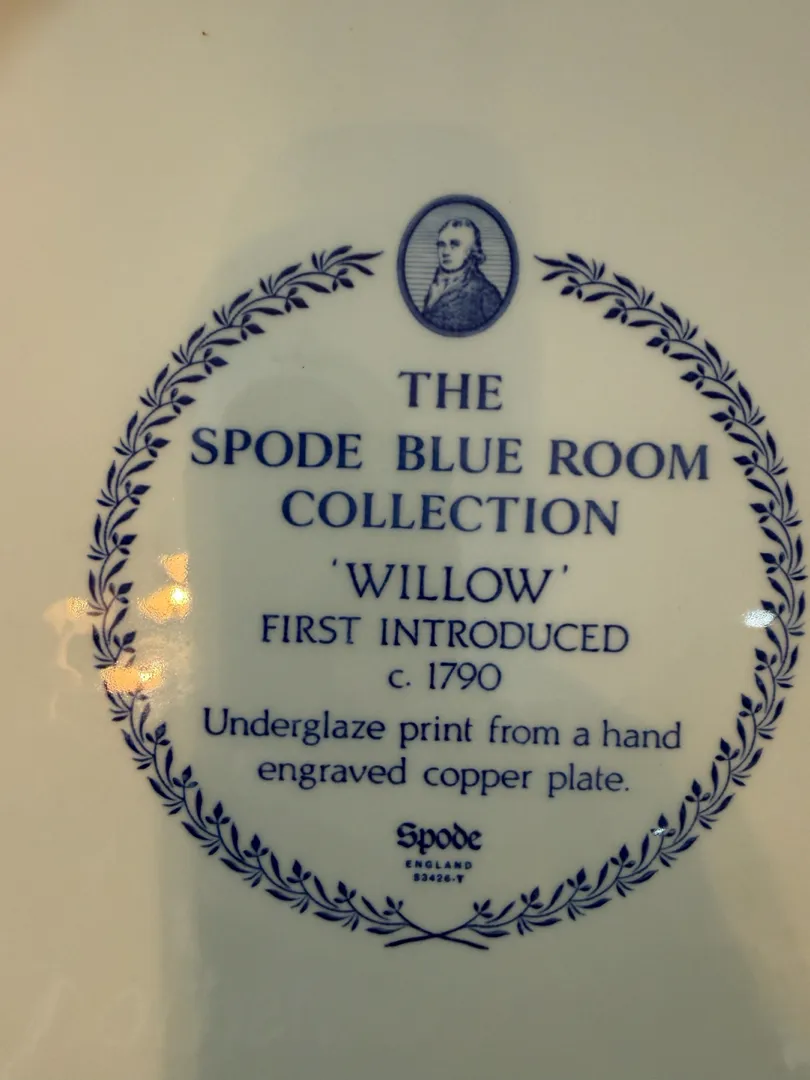 THE
SPODE BLUE ROOM
COLLECTION
'WILLOW'
FIRST INTRODUCED
c. 1790
Underglaze print from a hand
engraved copper plate.
Spode
ENGLAND
S3426-T